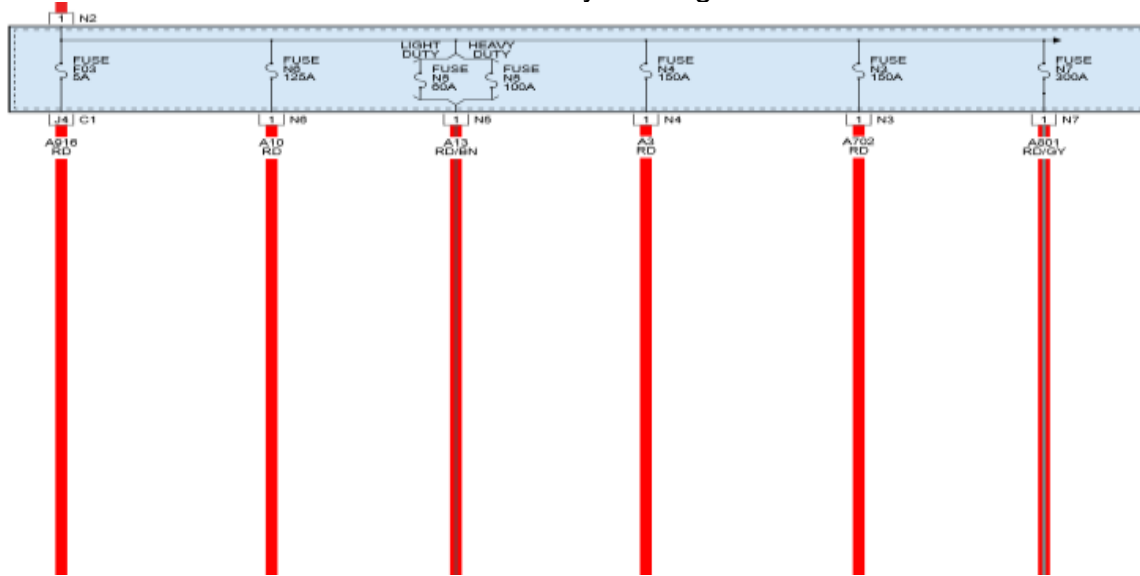 1 N2
LIGHT DUTY
HEAVY DUTY
FUSE F03 5A
FUSE N6 125A
FUSE N5 60A
FUSE N5 100A
FUSE N4 150A
FUSE N3 150A
FUSE N7 300A
J4 C1
1 N6
1 N5
1 N4
1 N3
1 N7
A916 RD
A10 RD
A13 RD/BN
A3 RD
A702 RD
A801 RD/GY